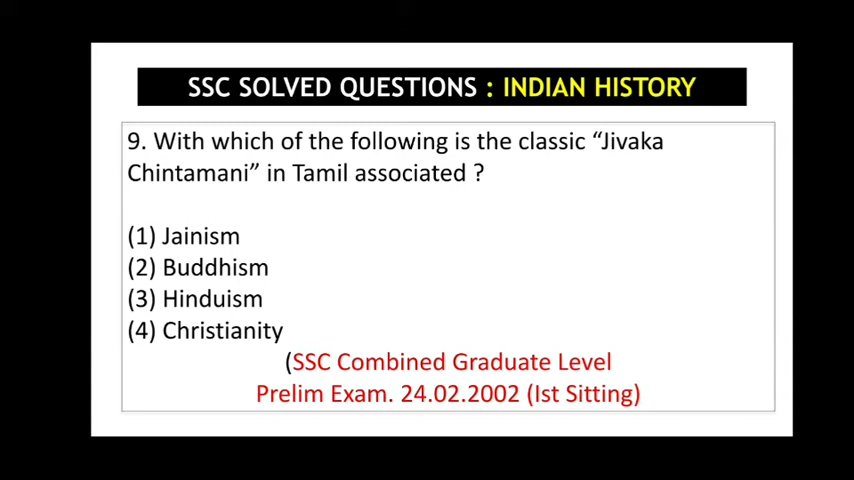 SSC SOLVED QUESTIONS : INDIAN HISTORY
9. With which of the following is the classic “Jivaka
Chintamani” in Tamil associated ?
(1) Jainism
(2) Buddhism
(3) Hinduism
(4) Christianity
(SSC Combined Graduate Level
Prelim Exam. 24.02.2002 (Ist Sitting)